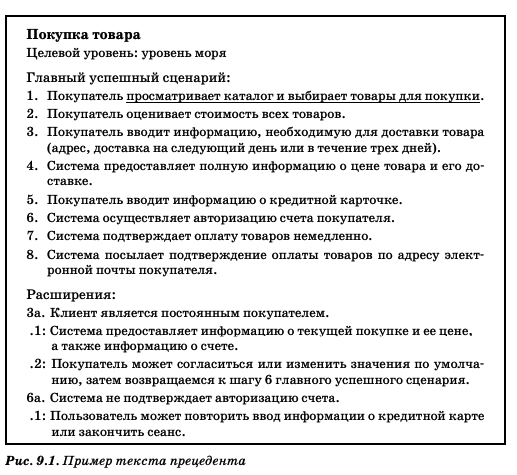 Покупка товара
Целевой уровень: уровень моря
Главный успешный сценарий:
1. Покупатель просматривает каталог и выбирает товары для покупки.
2. Покупатель оценивает стоимость всех товаров.
3. Покупатель вводит информацию, необходимую для доставки товара
(адрес, доставка на следующий день или в течение трех дней).
4. Система предоставляет полную информацию о цене товара и его до-
ставке.
5. Покупатель вводит информацию о кредитной карточке.
6. Система осуществляет авторизацию счета покупателя.
7. Система подтверждает оплату товаров немедленно.
8. Система посылает подтверждение оплаты товаров по адресу элект-
ронной почты покупателя.
Расширения:
3а. Клиент является постоянным покупателем.
.1: Система предоставляет информацию о текущей покупке и ее цене,
а также информацию о счете.
.2: Покупатель может согласиться или изменить значения по умолча-
нию, затем возвращаемся к шагу 6 главного успешного сценария.
6а. Система не подтверждает авторизацию счета.
.1: Пользователь может повторить ввод информации о кредитной карте
или закончить сеанс.
Рис. 9.1. Пример текста прецедента